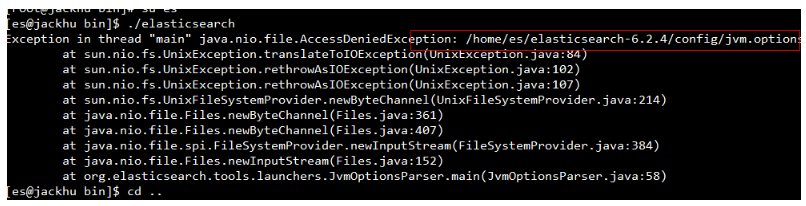 [root@jackhu bin]$ su es
[es@jackhu bin]$ ./elasticsearch
Exception in thread "main" java.nio.file.AccessDeniedException: /home/es/elasticsearch-6.2.4/config/jvm.options
at sun.nio.fs.UnixException.translateToIOException(UnixException.java:84)
at sun.nio.fs.UnixException.rethrowAsIOException(UnixException.java:102)
at sun.nio.fs.UnixException.rethrowAsIOException(UnixException.java:107)
at sun.nio.fs.UnixFileSystemProvider.newByteChannel(UnixFileSystemProvider.java:214)
at java.nio.file.Files.newByteChannel(Files.java:361)
at java.nio.file.Files.newByteChannel(Files.java:407)
at java.nio.file.spi.FileSystemProvider.newInputStream(FileSystemProvider.java:384)
at java.nio.file.Files.newInputStream(Files.java:152)
at org.elasticsearch.tools.launchers.JvmOptionsParser.main(JvmOptionsParser.java:58)
[es@jackhu bin]$ cd ..